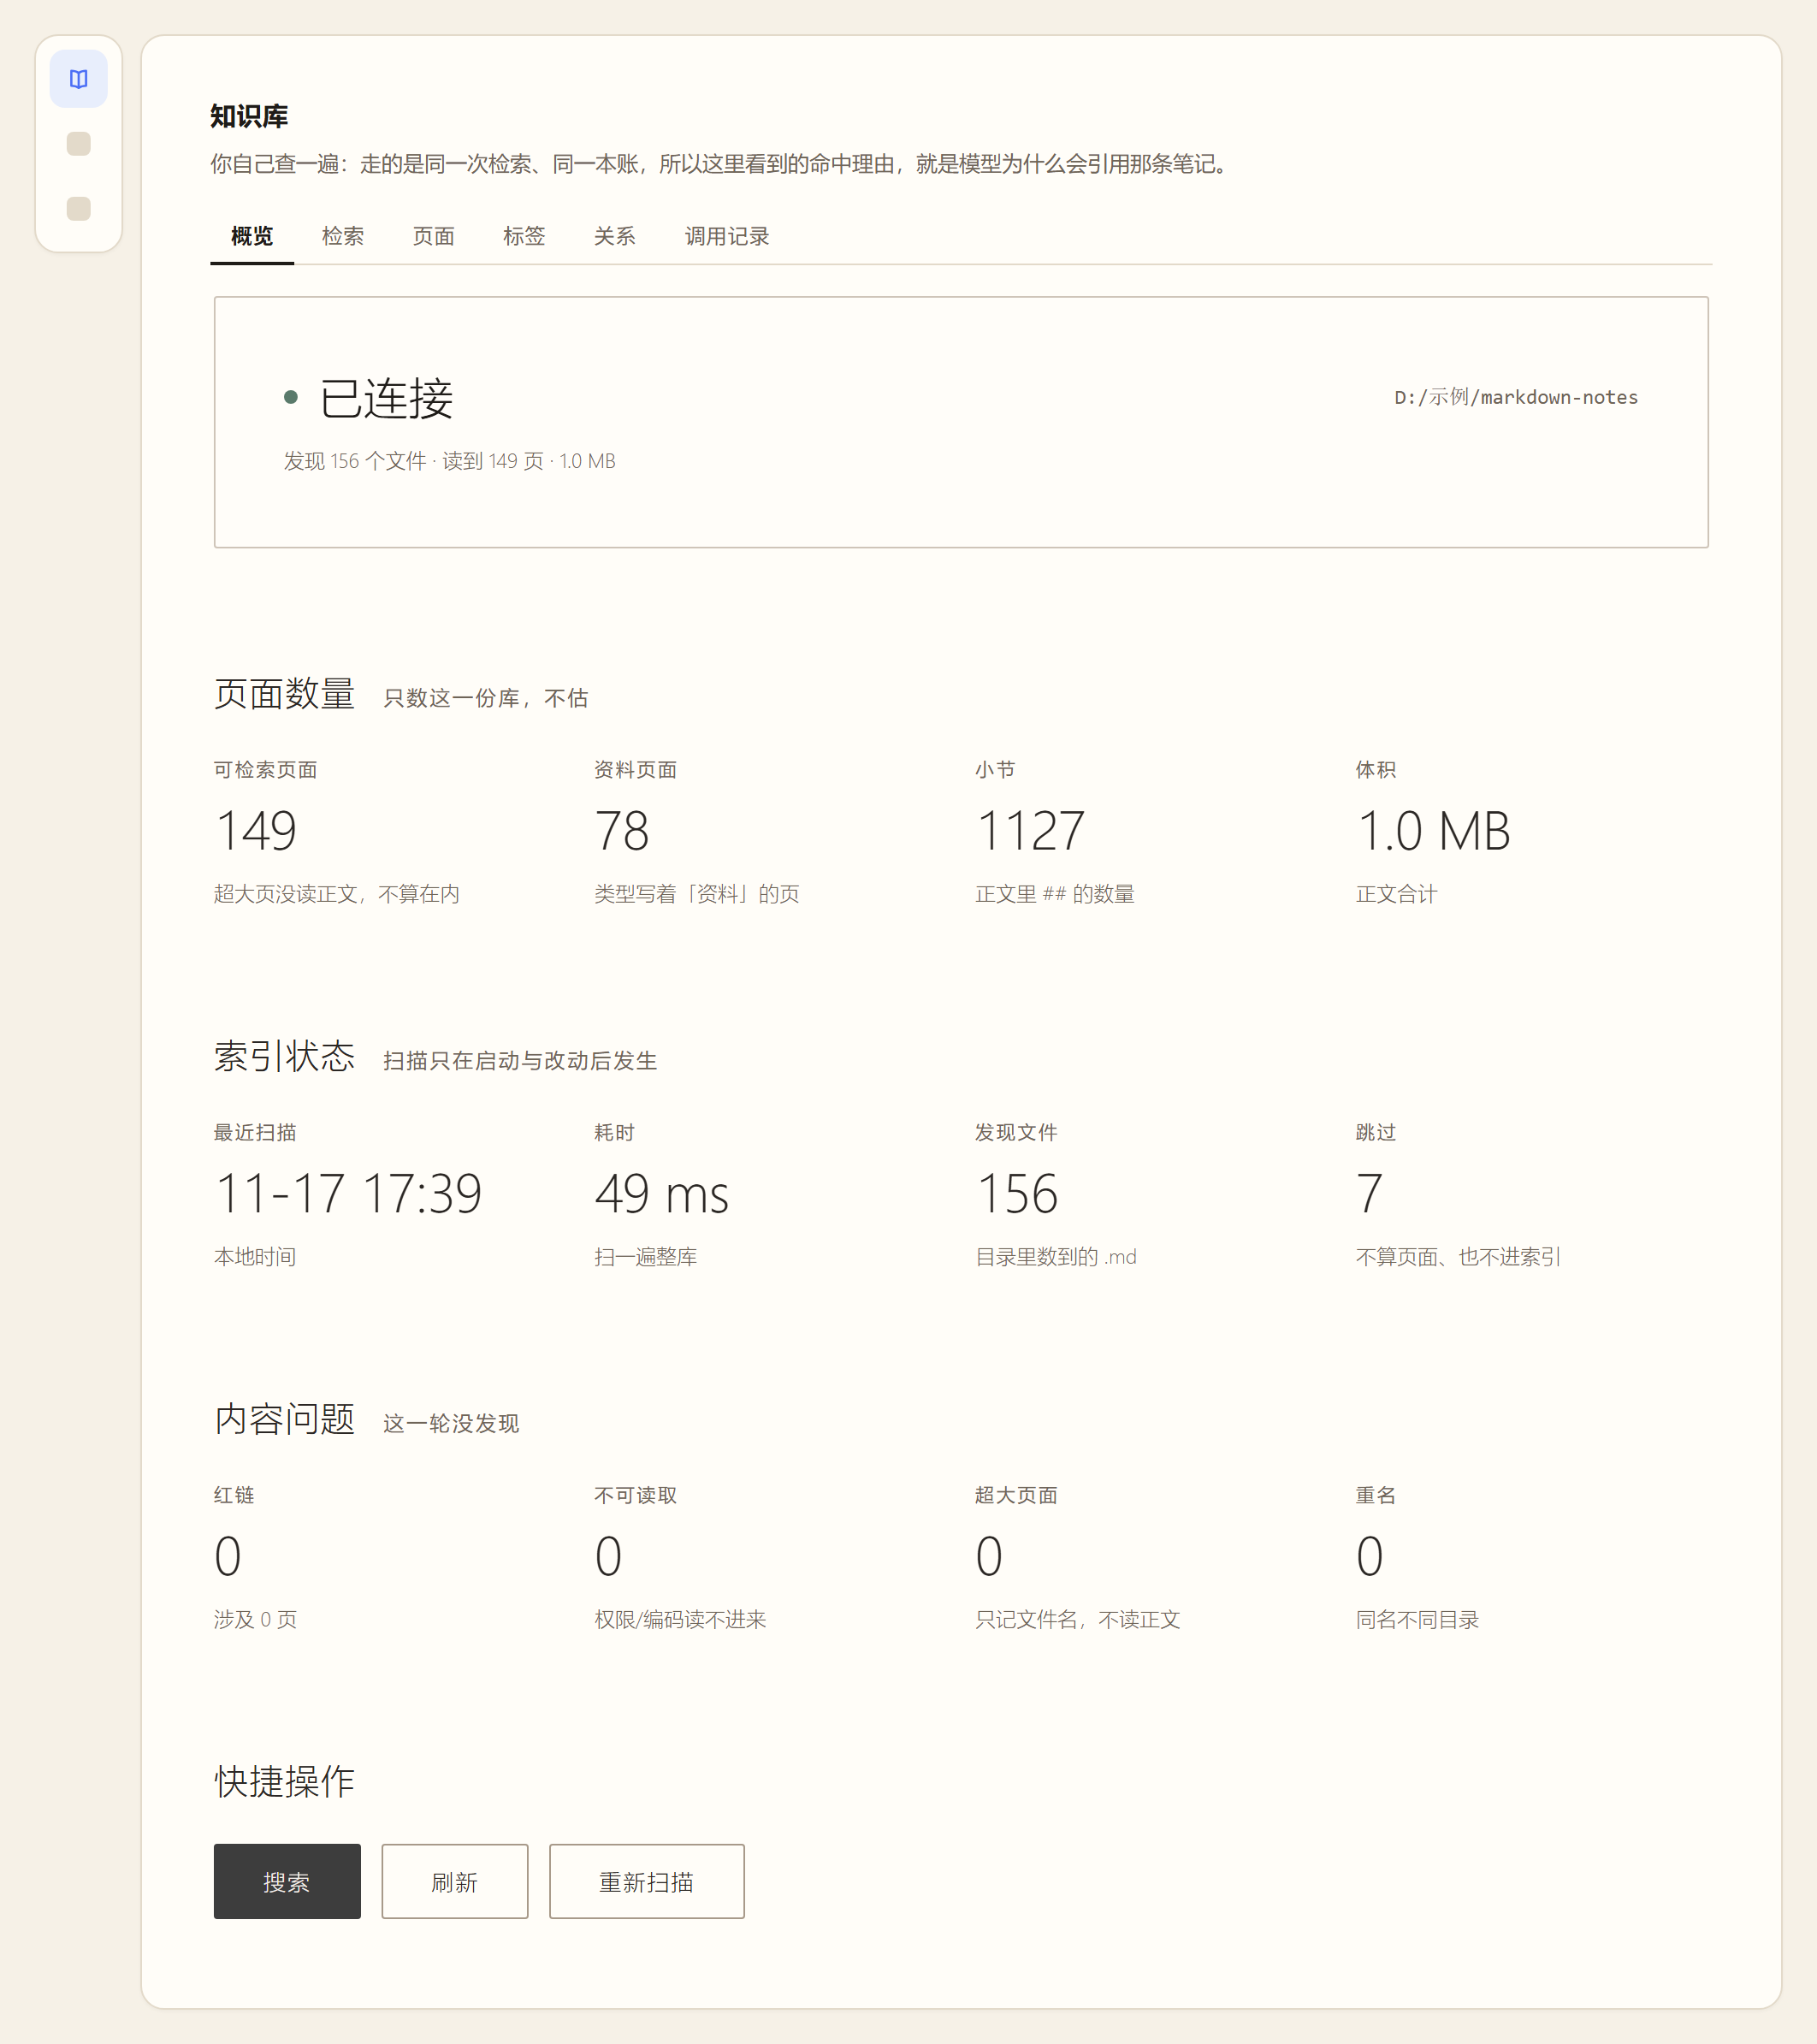 知识库
你自己查一遍：走的是同一次检索、同一本账，所以这里看到的命中理由，就是模型为什么会引用那条笔记。
概览 检索 页面 标签 关系 调用记录
已连接 D:/示例/markdown-notes
发现 156 个文件 · 读到 149 页 · 1.0 MB
页面数量 只数这一份库，不估
可检索页面 资料页面 小节 体积
149 78 1127 1.0 MB
超大页没读正文，不算在内 类型写着「资料」的页 正文里 ## 的数量 正文合计
索引状态 扫描只在启动与改动后发生
最近扫描 耗时 发现文件 跳过
11-17 17:39 49 ms 156 7
本地时间 扫一遍整库 目录里数到的 .md 不算页面、也不进索引
内容问题 这一轮没发现
红链 不可读取 超大页面 重名
0 0 0 0
涉及 0 页 权限/编码读不进来 只记文件名，不读正文 同名不同目录
快捷操作
搜索 刷新 重新扫描